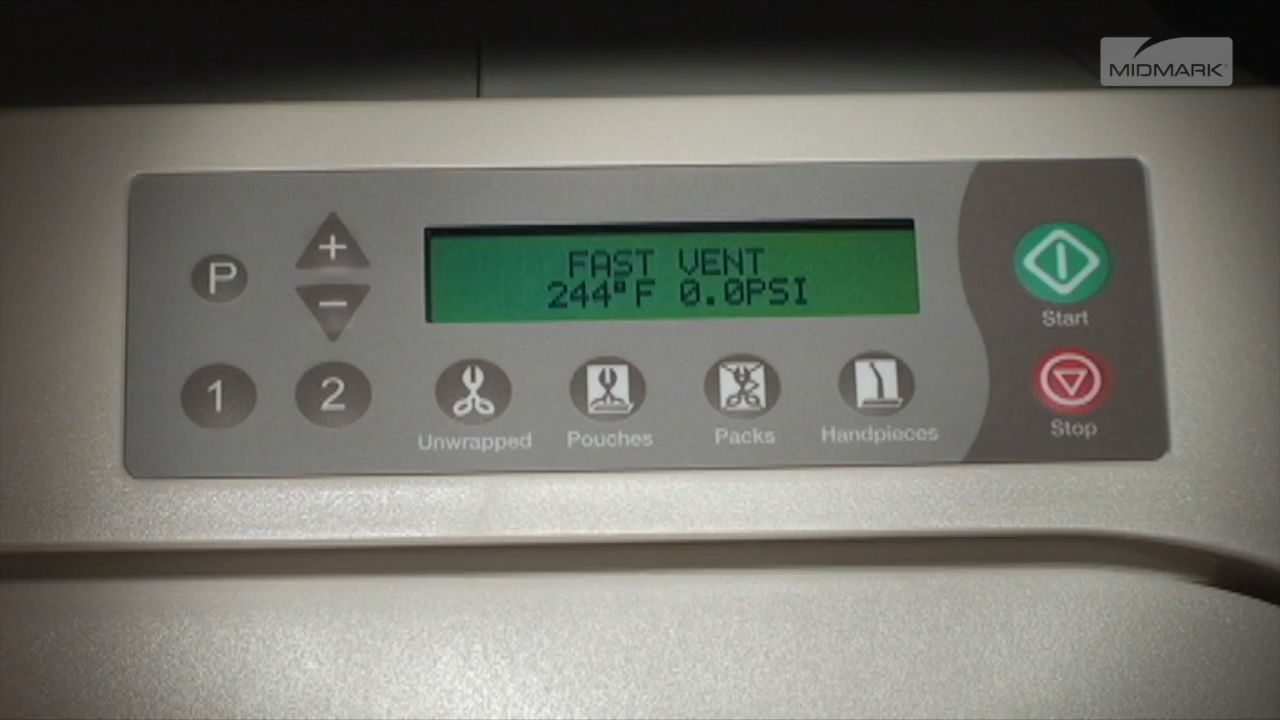 MIDMARK
FAST VENT
244°F 0.0PSI
P
+
−
Start
1
2
Unwrapped
Pouches
Packs
Handpieces
Stop